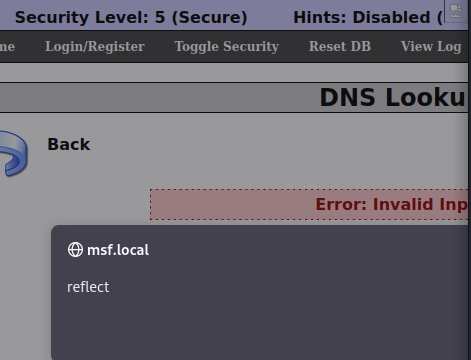 Security Level: 5 (Secure) Hints: Disabled (
me Login/Register Toggle Security Reset DB View Log
DNS Looku
Back
Error: Invalid Inp
msf.local
reflect